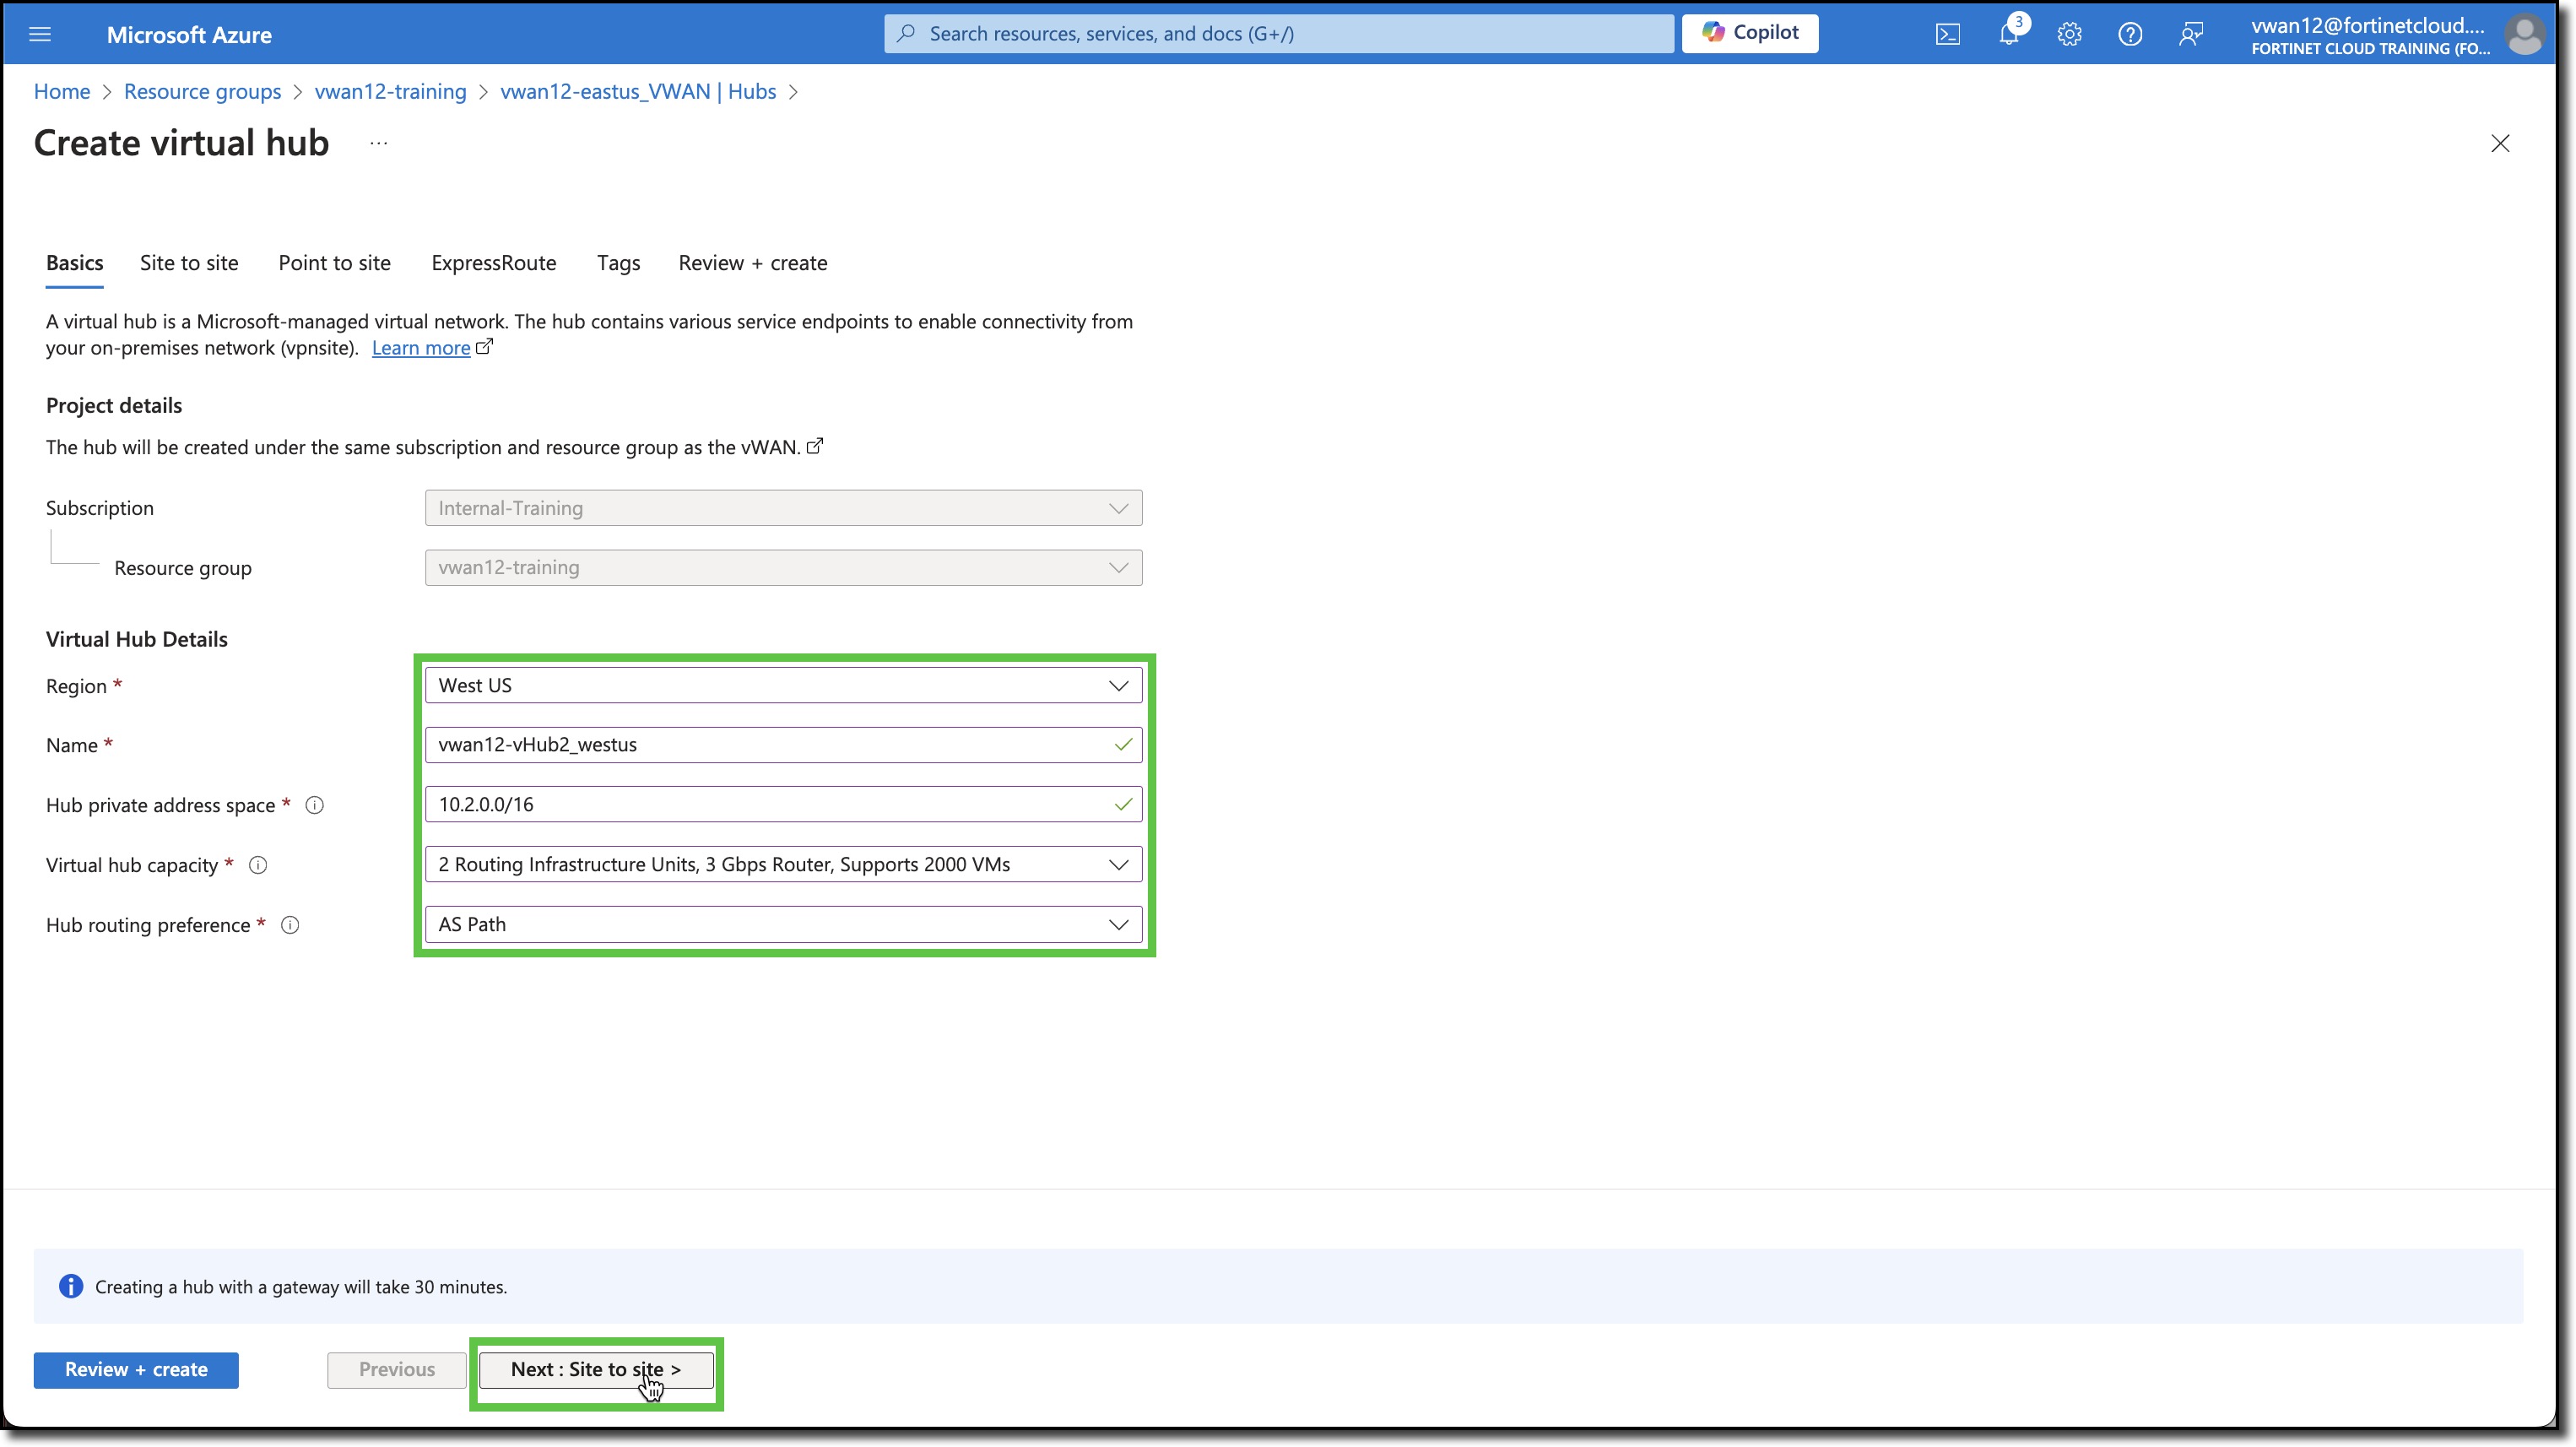 Microsoft Azure
Search resources, services, and docs (G+/)
Copilot
3
vwan12@fortinetcloud....
FORTINET CLOUD TRAINING (FO...
Home > Resource groups > vwan12-training > vwan12-eastus_VWAN | Hubs >
Create virtual hub ...
Basics Site to site Point to site ExpressRoute Tags Review + create
A virtual hub is a Microsoft-managed virtual network. The hub contains various service endpoints to enable connectivity from
your on-premises network (vpnsite). Learn more
Project details
The hub will be created under the same subscription and resource group as the vWAN.
Subscription Internal-Training
Resource group vwan12-training
Virtual Hub Details
Region * West US
Name * vwan12-vHub2_westus
Hub private address space * 10.2.0.0/16
Virtual hub capacity * 2 Routing Infrastructure Units, 3 Gbps Router, Supports 2000 VMs
Hub routing preference * AS Path
Creating a hub with a gateway will take 30 minutes.
Review + create Previous Next : Site to site >